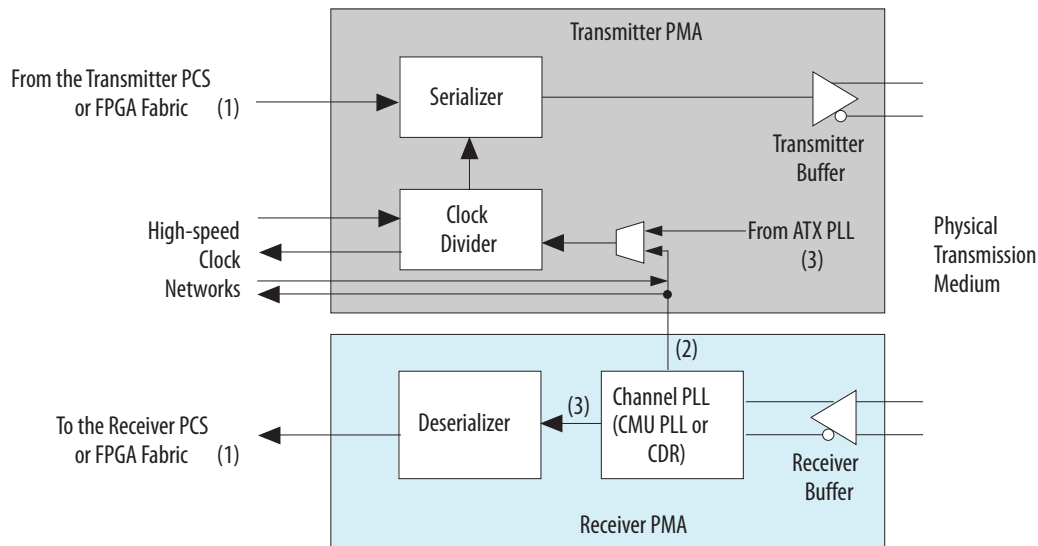 Transmitter PMA
From the Transmitter PCS
or FPGA Fabric (1)
Serializer
Transmitter
Buffer
High-speed
Clock
Networks
Clock
Divider
From ATX PLL
(3)
Physical
Transmission
Medium
(2)
To the Receiver PCS
or FPGA Fabric (1)
Deserializer
(3)
Channel PLL
(CMU PLL or
CDR)
Receiver
Buffer
Receiver PMA